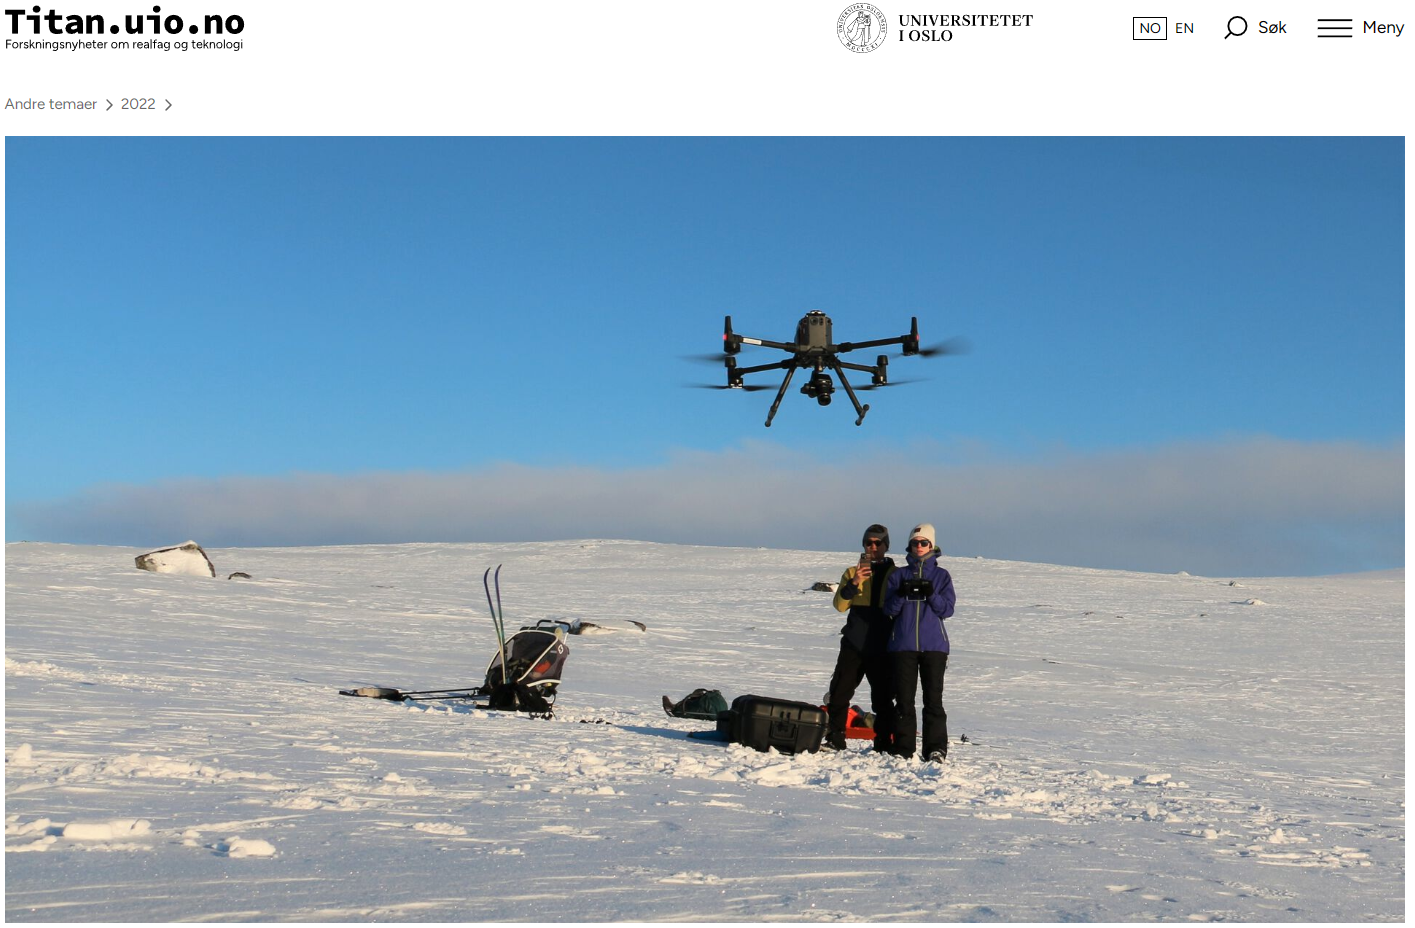 Titan.uio.no
Forskningsnyheter om realfag og teknologi
UNIVERSITETET
I OSLO
NO EN
Søk
Meny
Andre temaer
2022